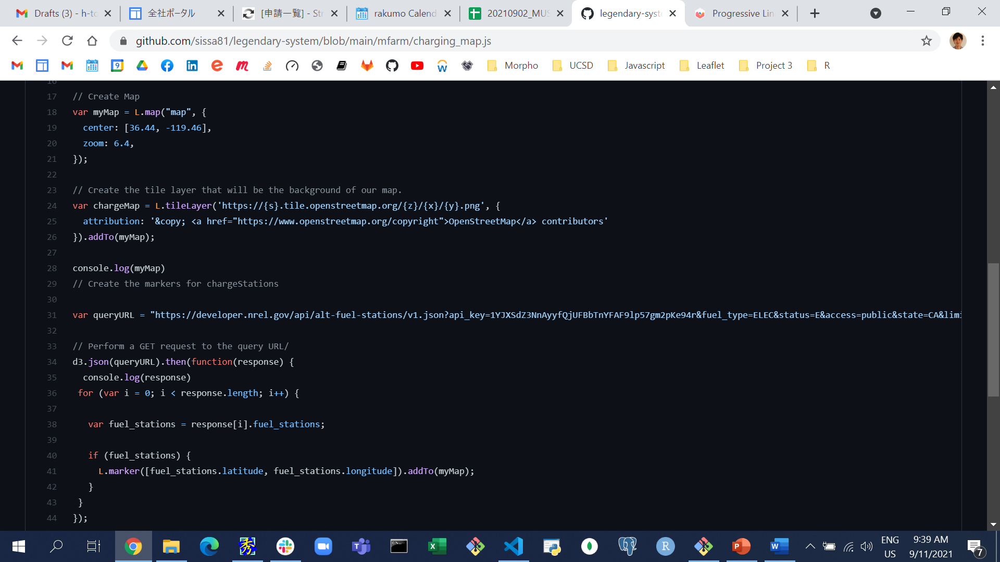 Drafts (3) - h-to
全社ポータル
[申請一覧] - Str
rakumo Calend
20210902_MUS
legendary-syste
Progressive Lin
github.com/sissa81/legendary-system/blob/main/mfarm/charging_map.js
Morpho
UCSD
Javascript
Leaflet
Project 3
R
16
17 // Create Map
18 var myMap = L.map("map", {
19 center: [36.44, -119.46],
20 zoom: 6.4,
21 });
22
23 // Create the tile layer that will be the background of our map.
24 var chargeMap = L.tileLayer('https://{s}.tile.openstreetmap.org/{z}/{x}/{y}.png', {
25 attribution: '&copy; <a href="https://www.openstreetmap.org/copyright">OpenStreetMap</a> contributors'
26 }).addTo(myMap);
27
28 console.log(myMap)
29 // Create the markers for chargeStations
30
31 var queryURL = "https://developer.nrel.gov/api/alt-fuel-stations/v1.json?api_key=1YJXSdZ3NnAyyfQjUFBbTnYFAF9lp57gm2pKe94r&fuel_type=ELEC&status=E&access=public&state=CA&limi
32
33 // Perform a GET request to the query URL/
34 d3.json(queryURL).then(function(response) {
35 console.log(response)
36 for (var i = 0; i < response.length; i++) {
37
38 var fuel_stations = response[i].fuel_stations;
39
40 if (fuel_stations) {
41 L.marker([fuel_stations.latitude, fuel_stations.longitude]).addTo(myMap);
42 }
43 }
44 });
ENG
US
9:39 AM
9/11/2021
7